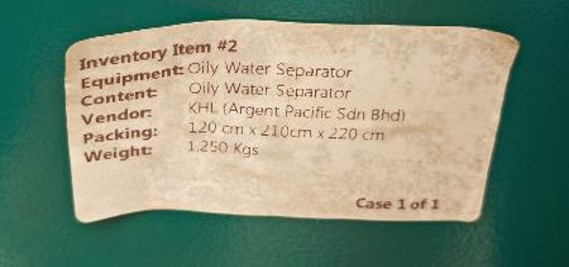 Inventory Item #2
Equipment: Oily Water Separator
Content: Oily Water Separator
Vendor: KHL (Argent Pacific Sdn Bhd)
Packing: 120 cm x 210cm x 220 cm
Weight: 1,250 Kgs
Case 1 of 1